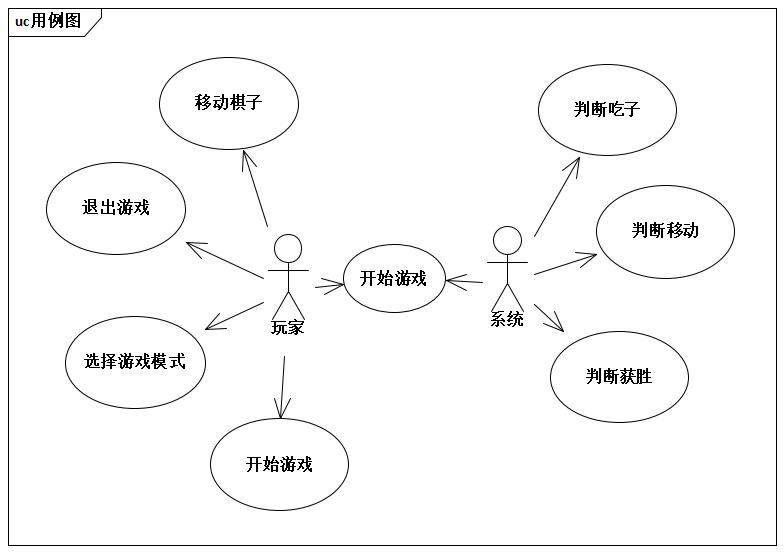 uc用例图
移动棋子
判断吃子
退出游戏
判断移动
开始游戏
玩家
系统
选择游戏模式
判断获胜
开始游戏